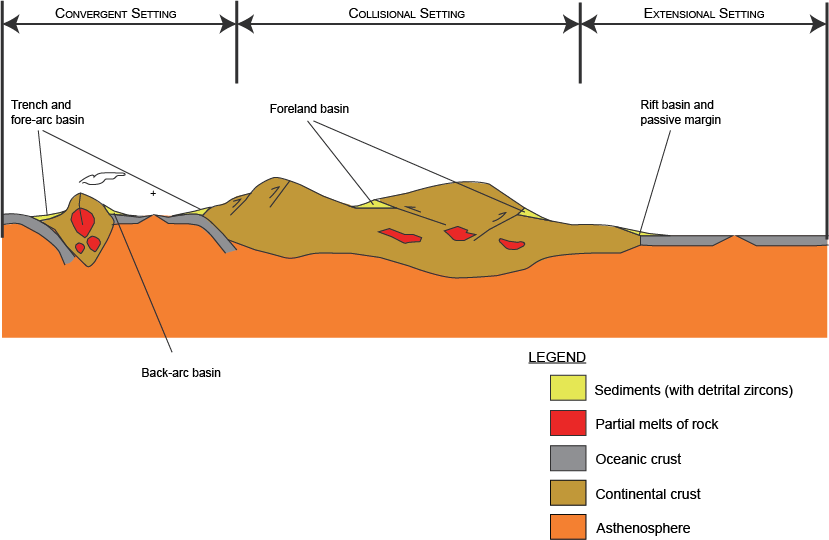 CONVERGENT SETTING
COLLISIONAL SETTING
EXTENSIONAL SETTING
Trench and
fore-arc basin
Foreland basin
Rift basin and
passive margin
+
Back-arc basin
LEGEND
Sediments (with detrital zircons)
Partial melts of rock
Oceanic crust
Continental crust
Asthenosphere